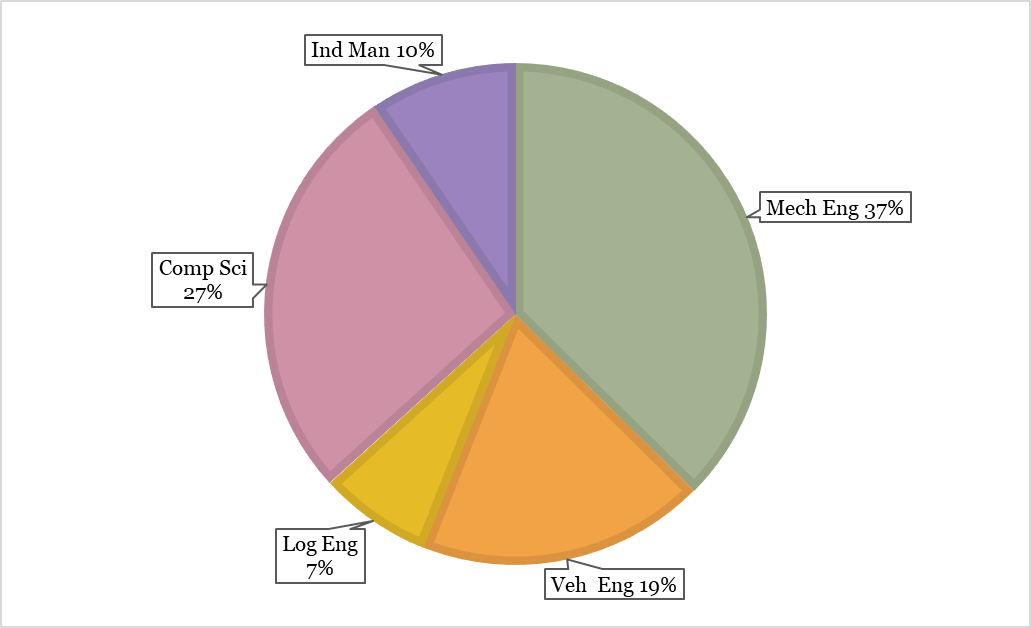 Ind Man 10%
Mech Eng 37%
Comp Sci
27%
Log Eng
7%
Veh  Eng 19%